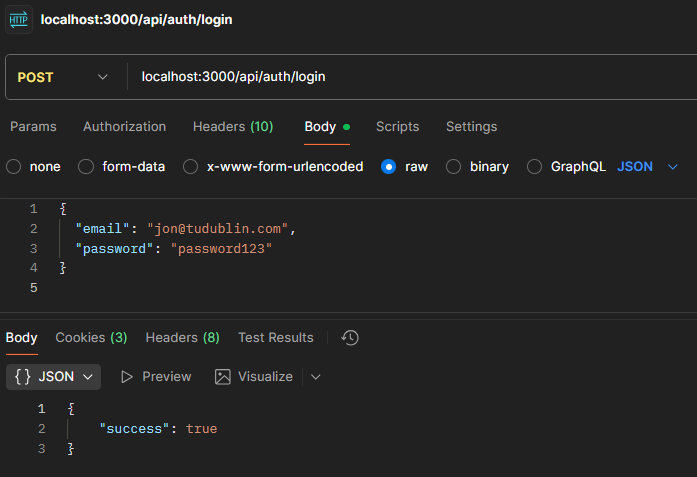 HTTP localhost:3000/api/auth/login
POST localhost:3000/api/auth/login
Params Authorization Headers (10) Body Scripts Settings
none form-data x-www-form-urlencoded raw binary GraphQL JSON
1 {
2 "email": "jon@tudublin.com",
3 "password": "password123"
4 }
5
Body Cookies (3) Headers (8) Test Results
{} JSON Preview Visualize
1 {
2 "success": true
3 }